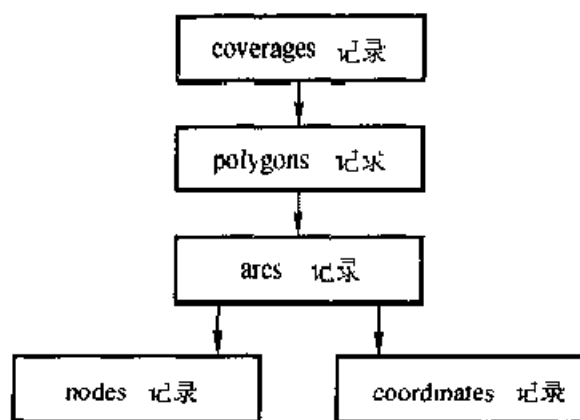 coverages 记录
polygons 记录
arcs 记录
nodes 记录
coordinates 记录